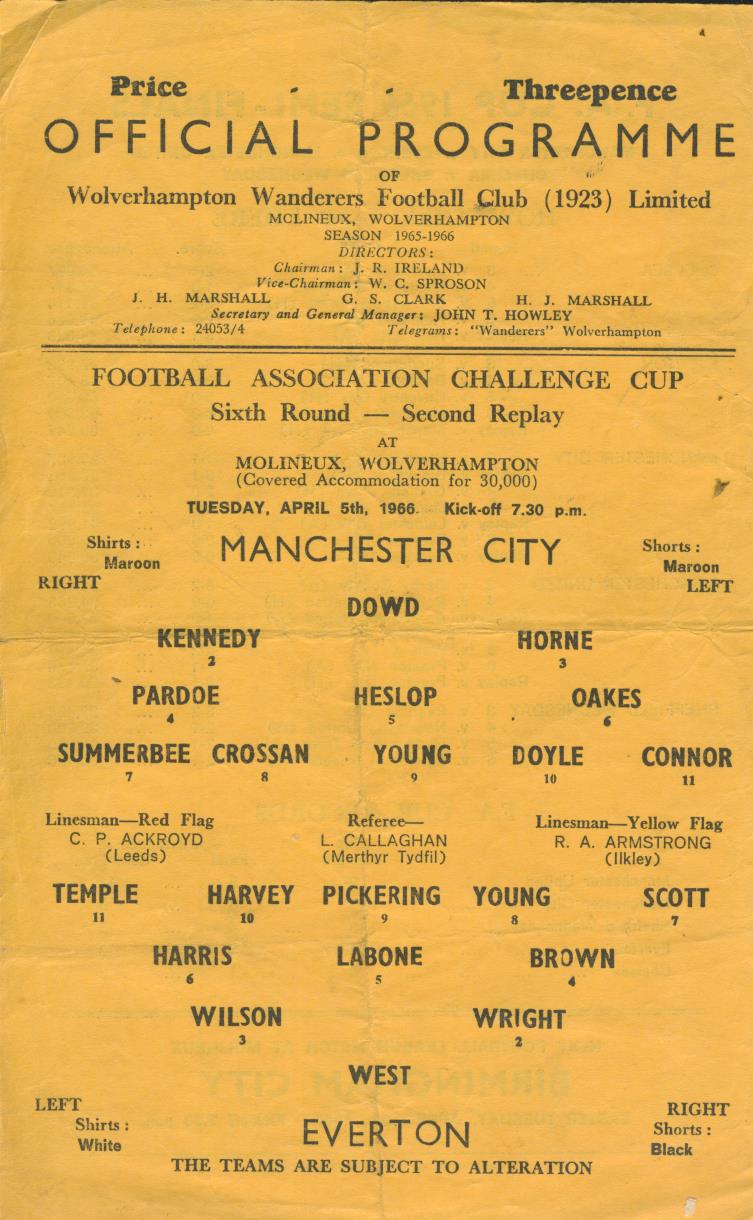 Price - - Threepence
OFFICIAL PROGRAMME
OF
Wolverhampton Wanderers Football Club (1923) Limited
MOLINEUX, WOLVERHAMPTON
SEASON 1965-1966
DIRECTORS:
Chairman: J. R. IRELAND
Vice-Chairman: W. C. SPROSON
J. H. MARSHALL G. S. CLARK H. J. MARSHALL
Secretary and General Manager: JOHN T. HOWLEY
Telephone: 24053/4 Telegrams: "Wanderers" Wolverhampton
FOOTBALL ASSOCIATION CHALLENGE CUP
Sixth Round — Second Replay
AT
MOLINEUX, WOLVERHAMPTON
(Covered Accommodation for 30,000)
TUESDAY, APRIL 5th, 1966. Kick-off 7.30 p.m.
Shirts: MANCHESTER CITY Shorts:
Maroon Maroon
RIGHT LEFT
DOWD
KENNEDY HORNE
2 3
PARDOE HESLOP OAKES
4 5 6
SUMMERBEE CROSSAN YOUNG DOYLE CONNOR
7 8 9 10 11
Linesman—Red Flag Referee— Linesman—Yellow Flag
C. P. ACKROYD L. CALLAGHAN R. A. ARMSTRONG
(Leeds) (Merthyr Tydfil) (Ilkley)
TEMPLE HARVEY PICKERING YOUNG SCOTT
11 10 9 8 7
HARRIS LABONE BROWN
6 5 4
WILSON WRIGHT
3 2
WEST
LEFT RIGHT
Shirts: EVERTON Shorts:
White Black
THE TEAMS ARE SUBJECT TO ALTERATION